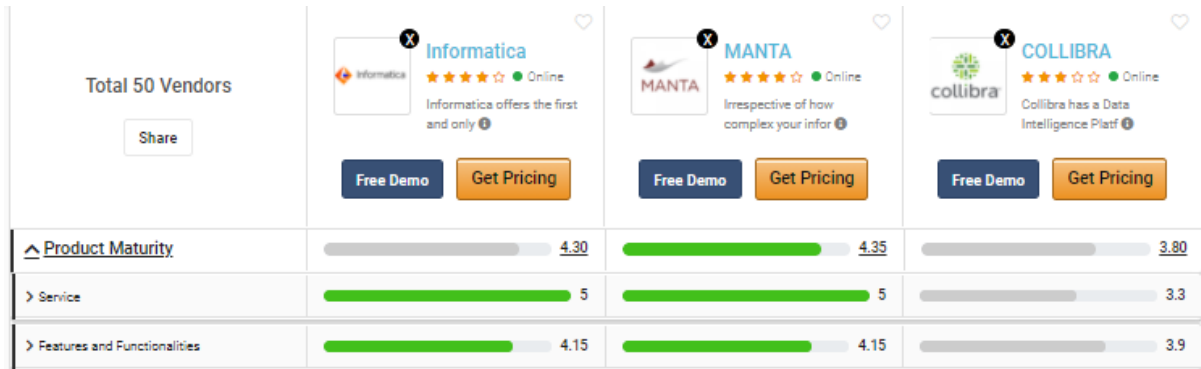 Total 50 Vendors
Share
X
Informatica
Informatica
Online
Informatica offers the first
and only
Free Demo
Get Pricing
X
MANTA
MANTA
Online
Irrespective of how
complex your infor
Free Demo
Get Pricing
X
collibra
COLLIBRA
Online
Collibra has a Data
Intelligence Platf
Free Demo
Get Pricing
Product Maturity 4.30 4.35 3.80
Service 5 5 3.3
Features and Functionalities 4.15 4.15 3.9